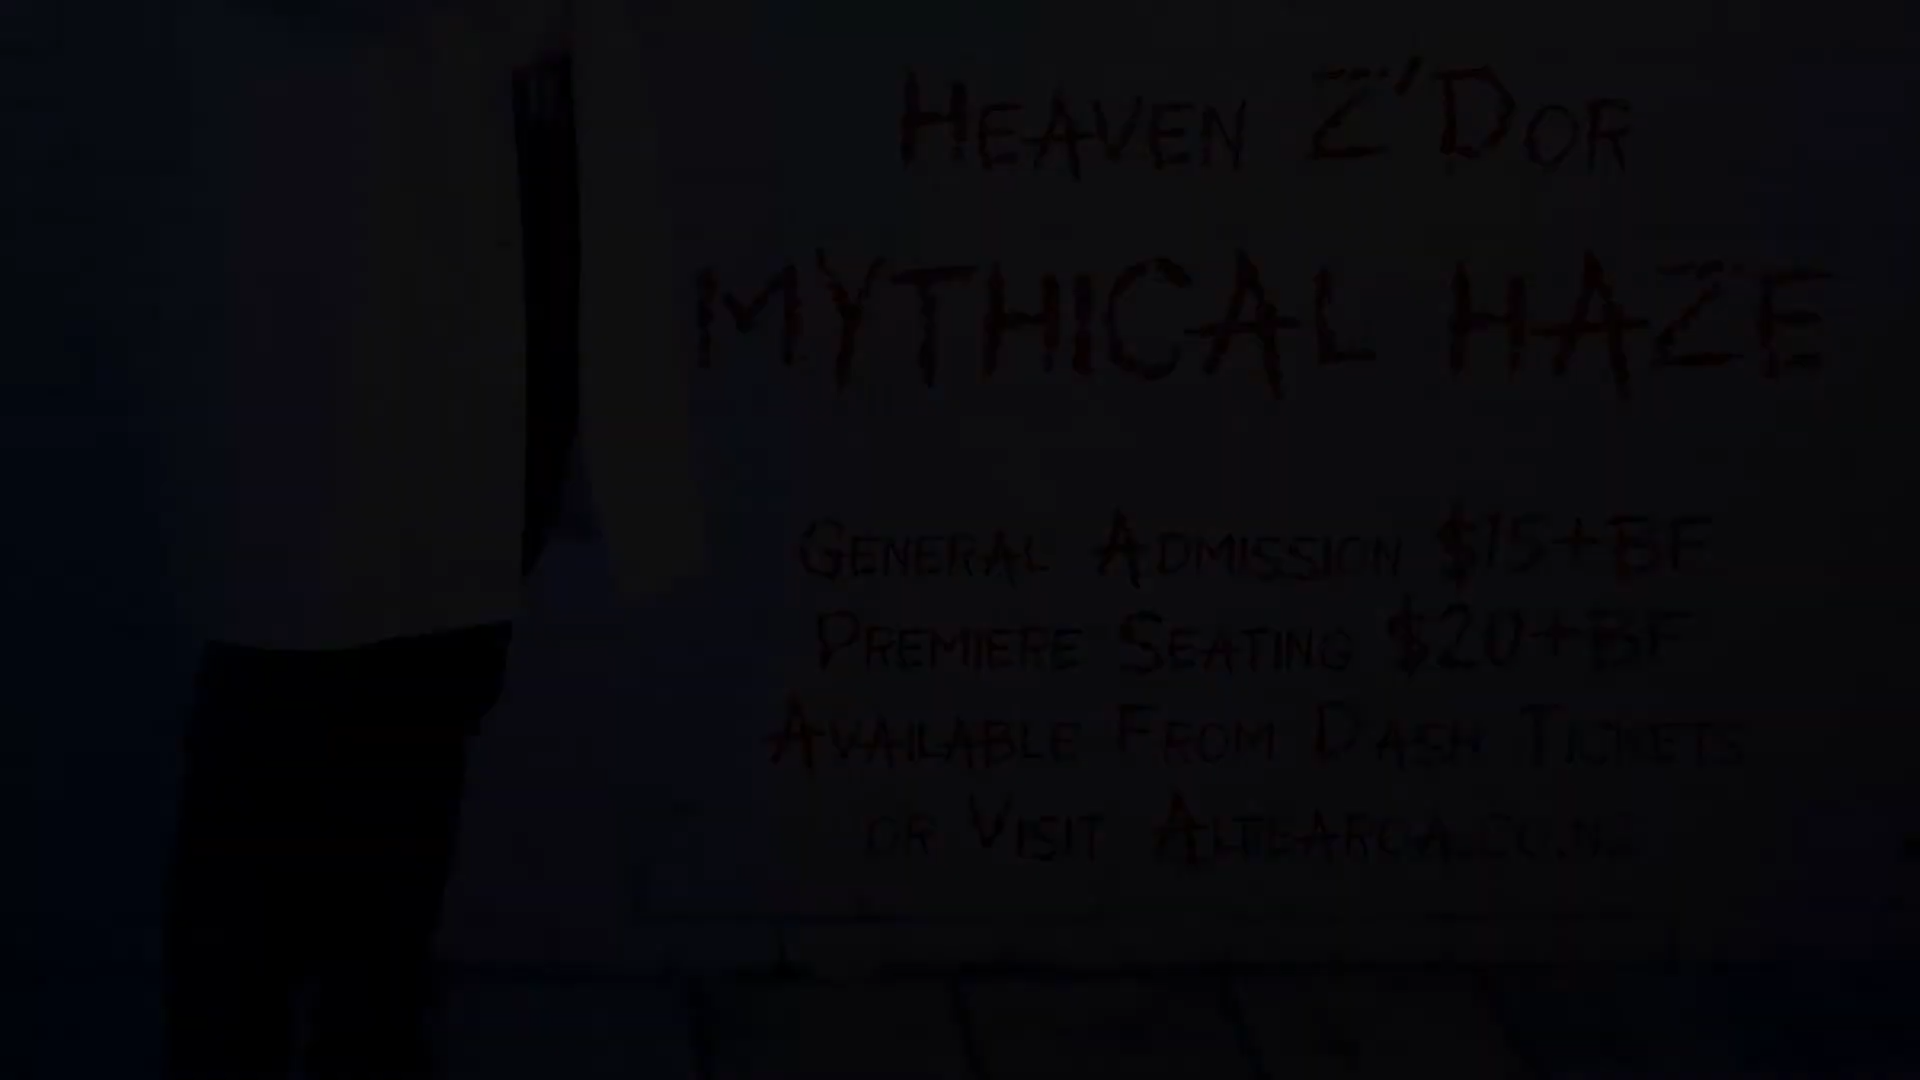 HEAVEN Z'DOR
MYTHICAL HAZE
GENERAL ADMISSION $15+BF
PREMIERE SEATING $20+BF
AVAILABLE FROM DASH TICKETS
OR VISIT